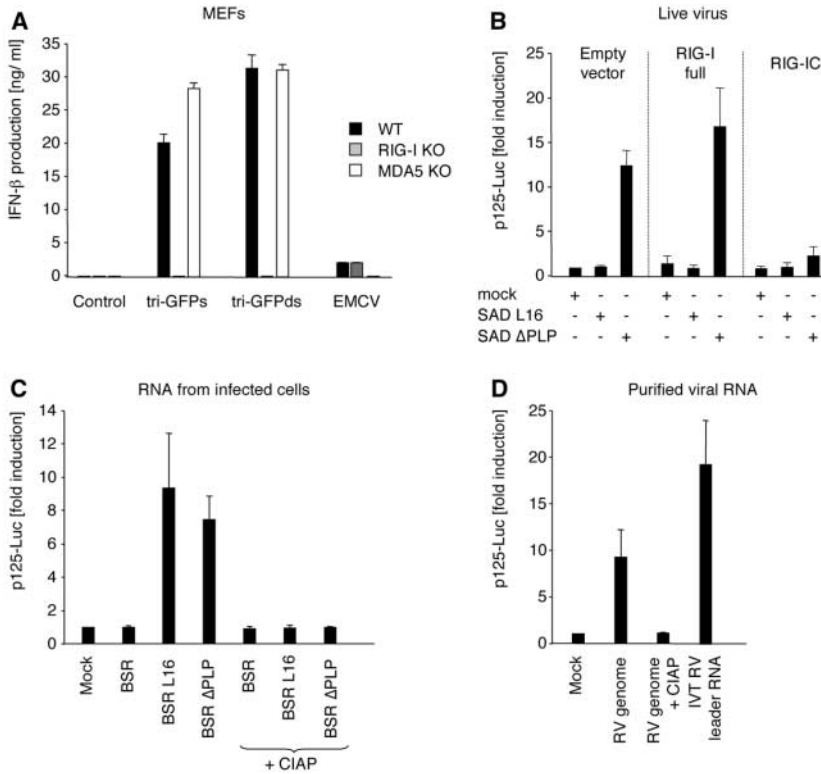 A
MEFs
IFN-β production [ng/ ml]
35
30
25
20
15
10
5
0
WT
RIG-I KO
MDA5 KO
Control
tri-GFPs
tri-GFPds
EMCV
B
Live virus
p125-Luc [fold induction]
25
20
15
10
5
0
Empty
vector
RIG-I
full
RIG-IC
mock + - - + - - + - -
SAD L16 - + - - + - - + -
SAD ΔPLP - - + - - + - - +
C
RNA from infected cells
p125-Luc [fold induction]
14
12
10
8
6
4
2
0
Mock
BSR
BSR L16
BSR ΔPLP
BSR
BSR L16
BSR ΔPLP
+ CIAP
D
Purified viral RNA
p125-Luc [fold induction]
25
20
15
10
5
0
Mock
RV genome
RV genome
+ CIAP
IVT RV
leader RNA